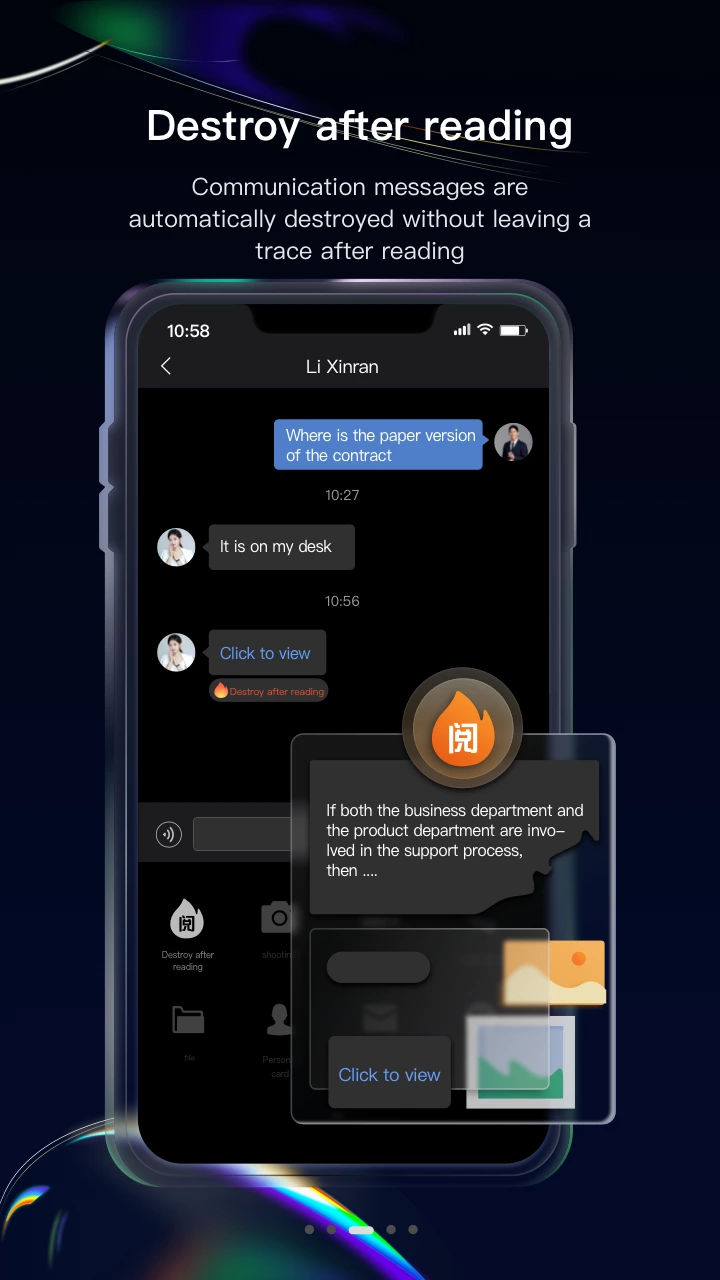 Destroy after reading
Communication messages are
automatically destroyed without leaving a
trace after reading
10:58
Li Xinran
Where is the paper version
of the contract
10:27
It is on my desk
10:56
Click to view
Destroy after reading
阅
If both the business department and
the product department are invo–
lved in the support process,
then ....
阅
Destroy after
reading
shootin
file
Person
card
Click to view